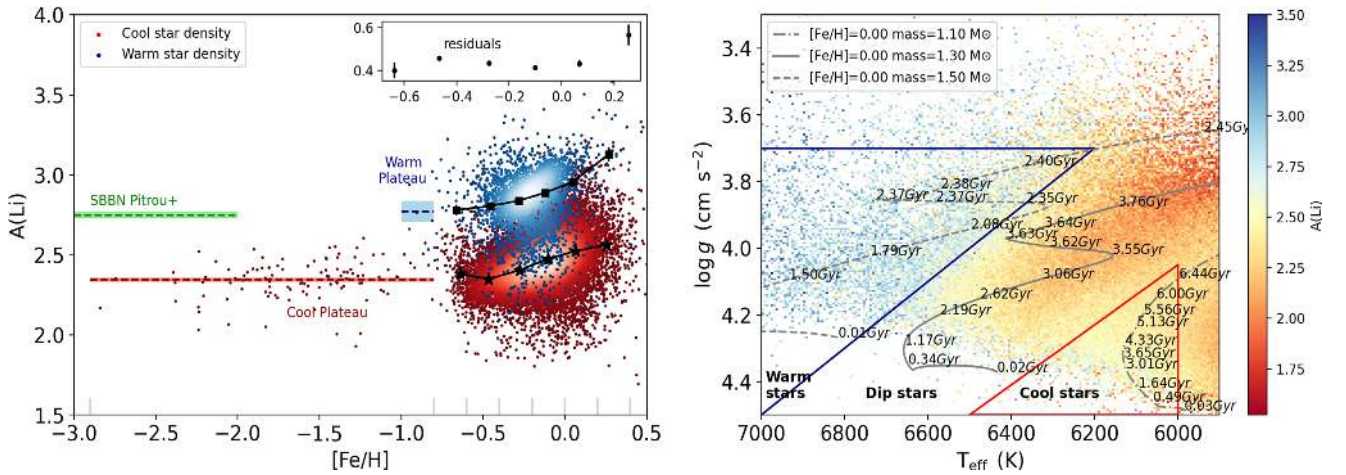 4.0
3.5
3.0
2.5
2.0
1.5
A(Li)
Cool star density
Warm star density
0.6
0.4
residuals
−0.6 −0.4 −0.2 0.0 0.2
SBBN Pitrou+
Warm
Plateau
Cool Plateau
−3.0 −2.5 −2.0 −1.5 −1.0 −0.5 0.0 0.5
[Fe/H]
3.4
3.6
3.8
4.0
4.2
4.4
log g (cm s⁻²)
[Fe/H]=0.00 mass=1.10 M⊙
[Fe/H]=0.00 mass=1.30 M⊙
[Fe/H]=0.00 mass=1.50 M⊙
2.45Gyr
2.40Gyr
2.38Gyr
2.37Gyr
2.37Gyr
2.35Gyr
3.76Gyr
2.08Gyr
3.64Gyr
3.63Gyr
3.62Gyr
1.79Gyr
3.55Gyr
1.50Gyr
3.06Gyr
6.44Gyr
2.62Gyr
6.00Gyr
2.19Gyr
5.56Gyr
5.13Gyr
0.01Gyr
1.17Gyr
4.33Gyr
3.65Gyr
0.34Gyr
3.01Gyr
0.02Gyr
1.64Gyr
0.49Gyr
0.03Gyr
Warm
stars
Dip stars
Cool stars
7000 6800 6600 6400 6200 6000
T_eff (K)
3.50
3.25
3.00
2.75
2.50
2.25
2.00
1.75
A(Li)